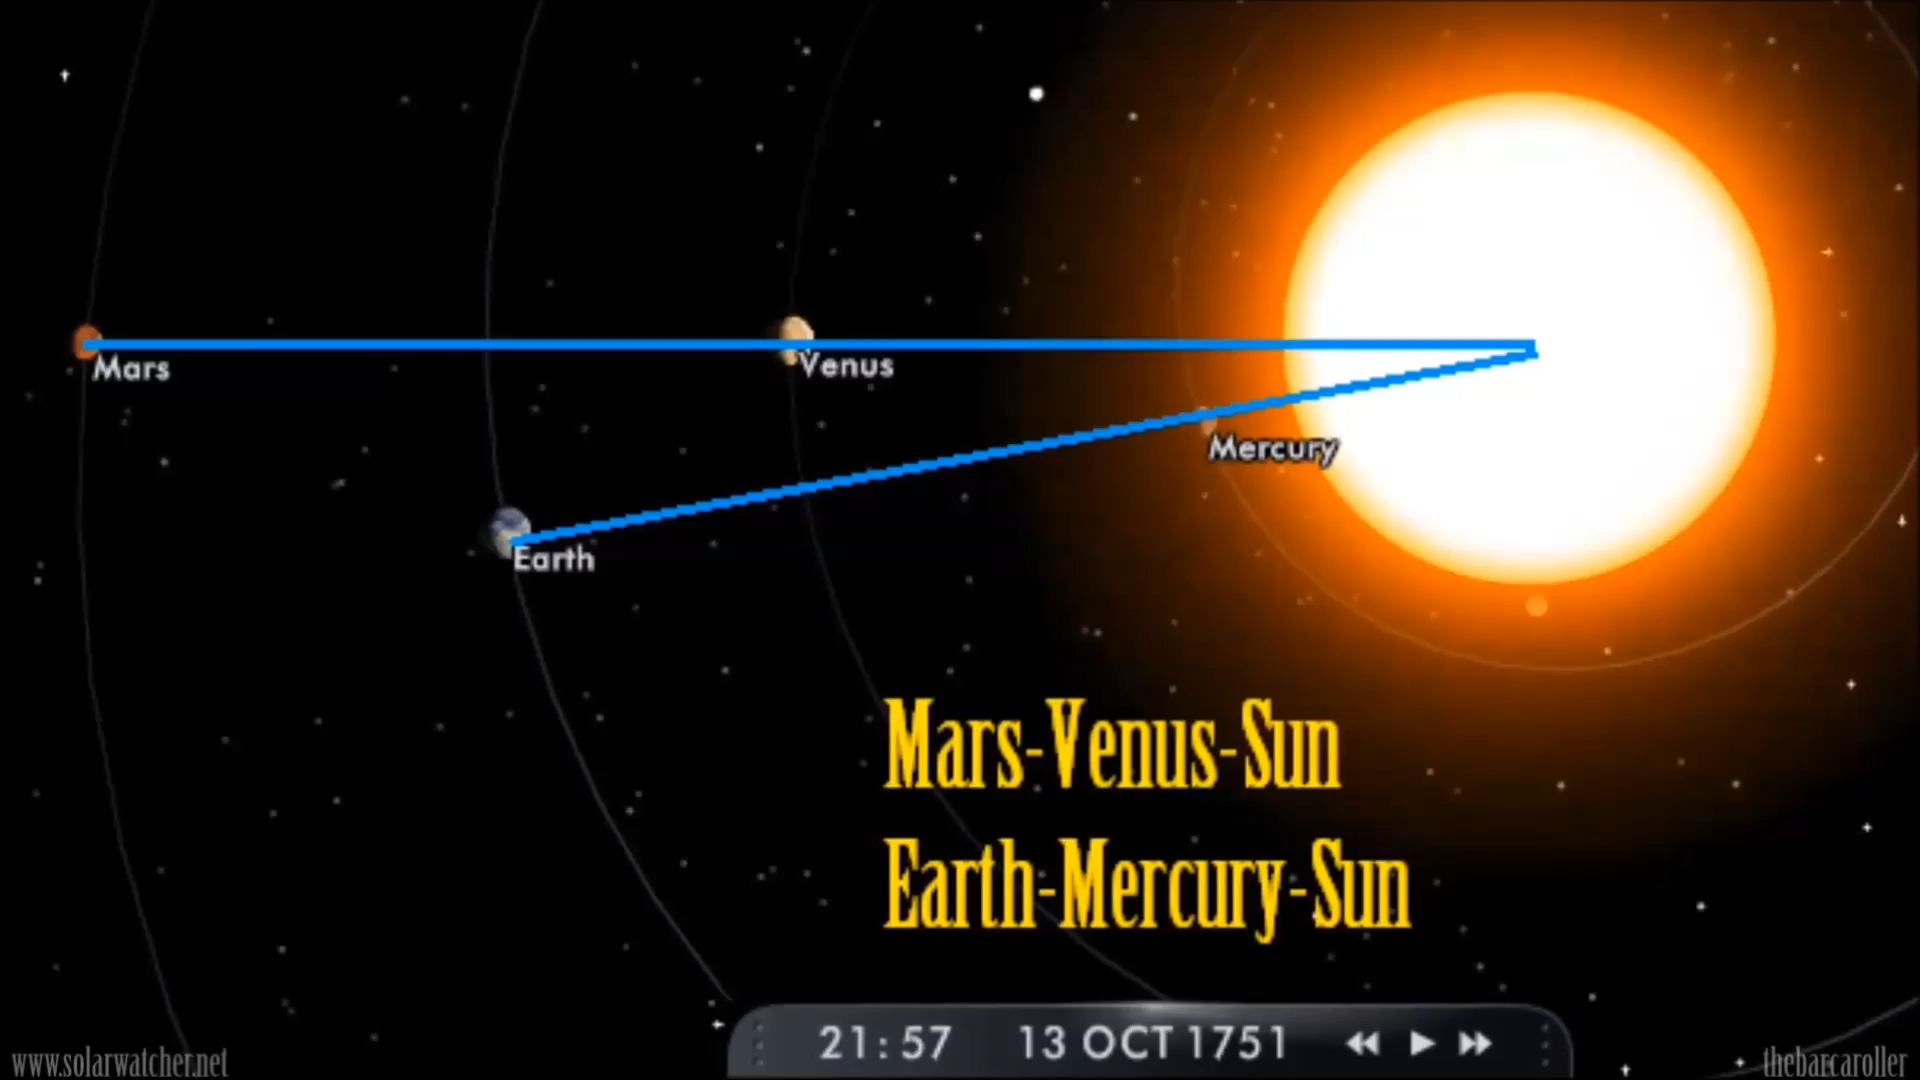 Mars
Venus
Mercury
Earth
Mars-Venus-Sun
Earth-Mercury-Sun
21:57 13 OCT 1751
www.solarwatcher.net
thebarcaroller